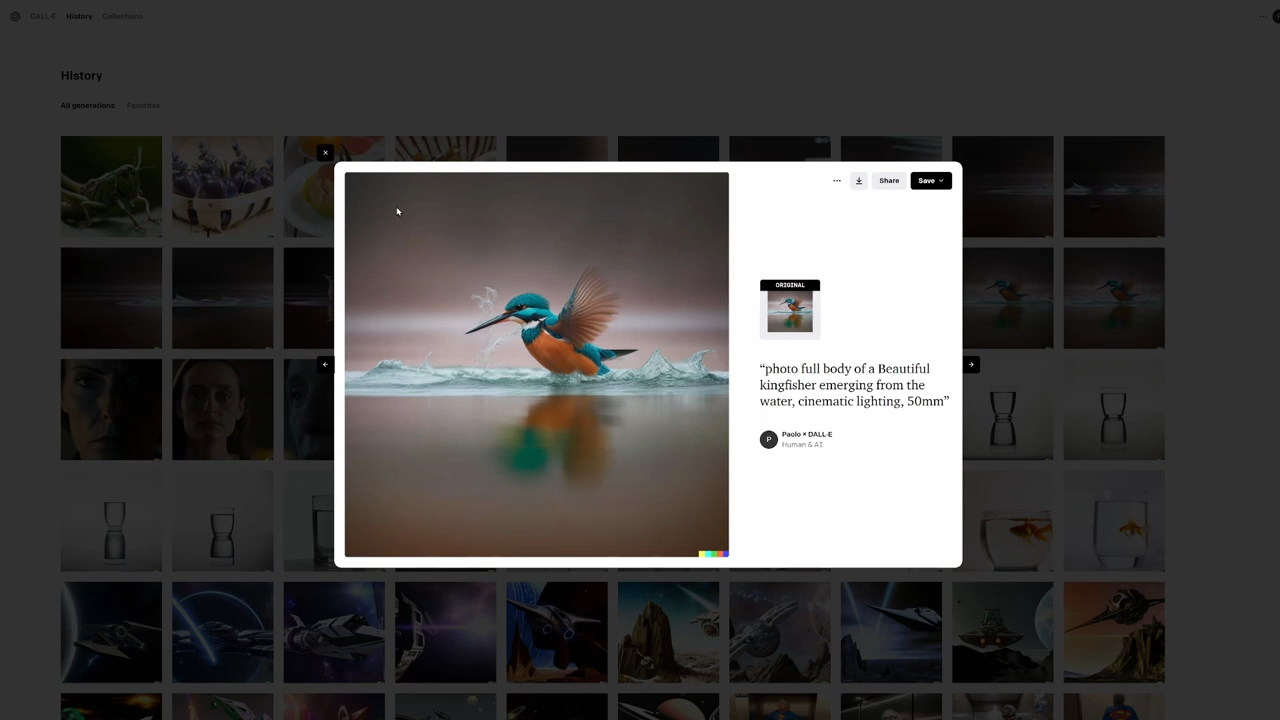 DALL·E History Collections
History
All generations Favorites
Share Save
ORIGINAL
“photo full body of a Beautiful
kingfisher emerging from the
water, cinematic lighting, 50mm”
P
Paolo × DALL·E
Human & AI